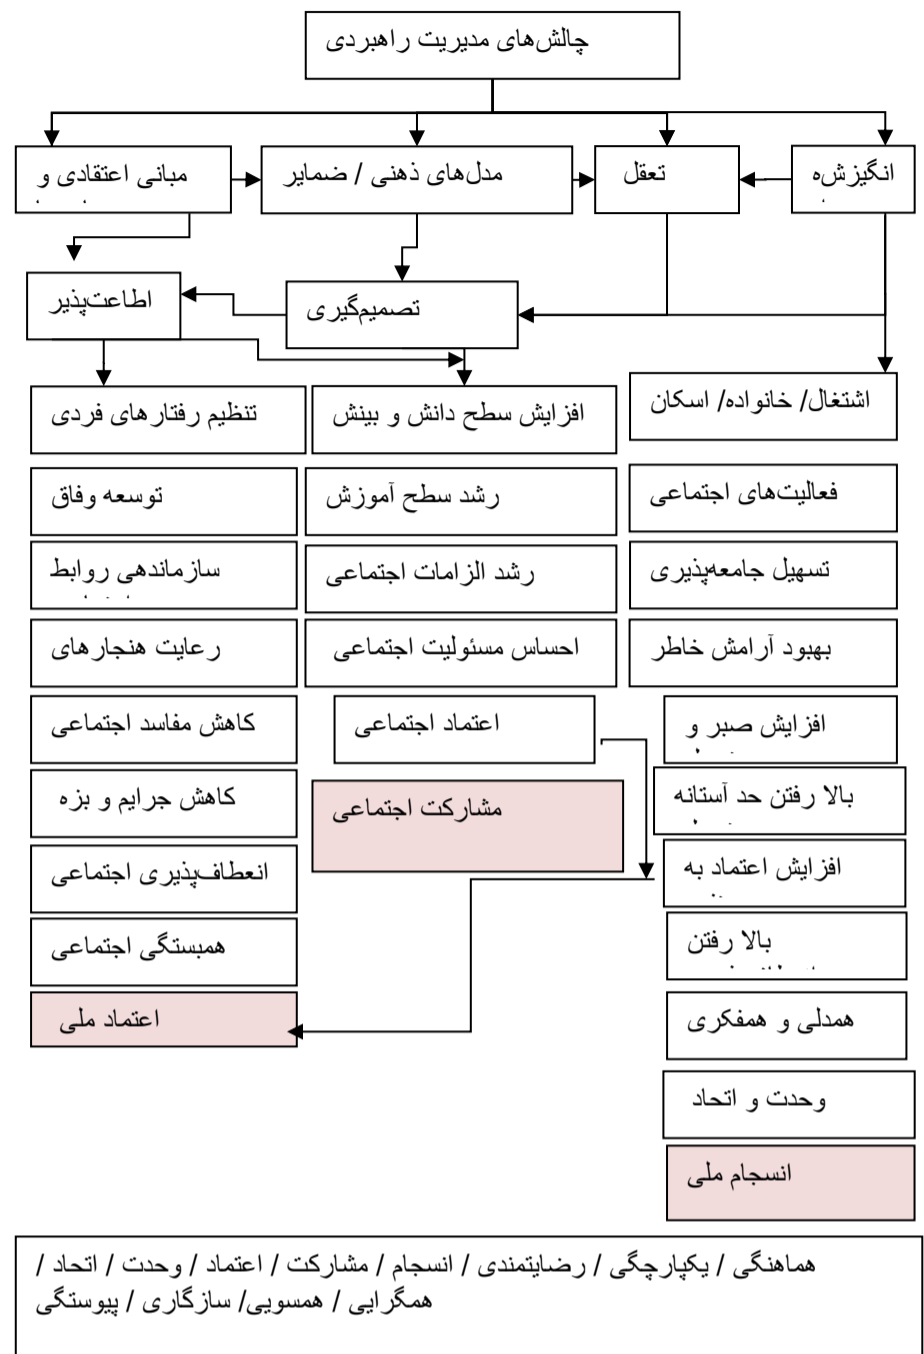 چالش‌های مدیریت راهبردی
انگیزش‌ه
تعقل
مدل‌های ذهنی / ضمایر
مبانی اعتقادی و
اطاعت‌پذیر
تصمیم‌گیری
اشتغال/ خانواده/ اسکان
افزایش سطح دانش و بینش
تنظیم رفتارهای فردی
فعالیت‌های اجتماعی
رشد سطح آموزش
توسعه وفاق
تسهیل جامعه‌پذیری
رشد الزامات اجتماعی
سازماندهی روابط
بهبود آرامش خاطر
احساس مسئولیت اجتماعی
رعایت هنجارهای
افزایش صبر و
اعتماد اجتماعی
کاهش مفاسد اجتماعی
بالا رفتن حد آستانه
مشارکت اجتماعی
کاهش جرایم و بزه
افزایش اعتماد به
انعطاف‌پذیری اجتماعی
بالا رفتن
همبستگی اجتماعی
همدلی و همفکری
اعتماد ملی
وحدت و اتحاد
انسجام ملی
هماهنگی / یکپارچگی / رضایتمندی / انسجام / مشارکت / اعتماد / وحدت / اتحاد /
همگرایی / همسویی/ سازگاری / پیوستگی